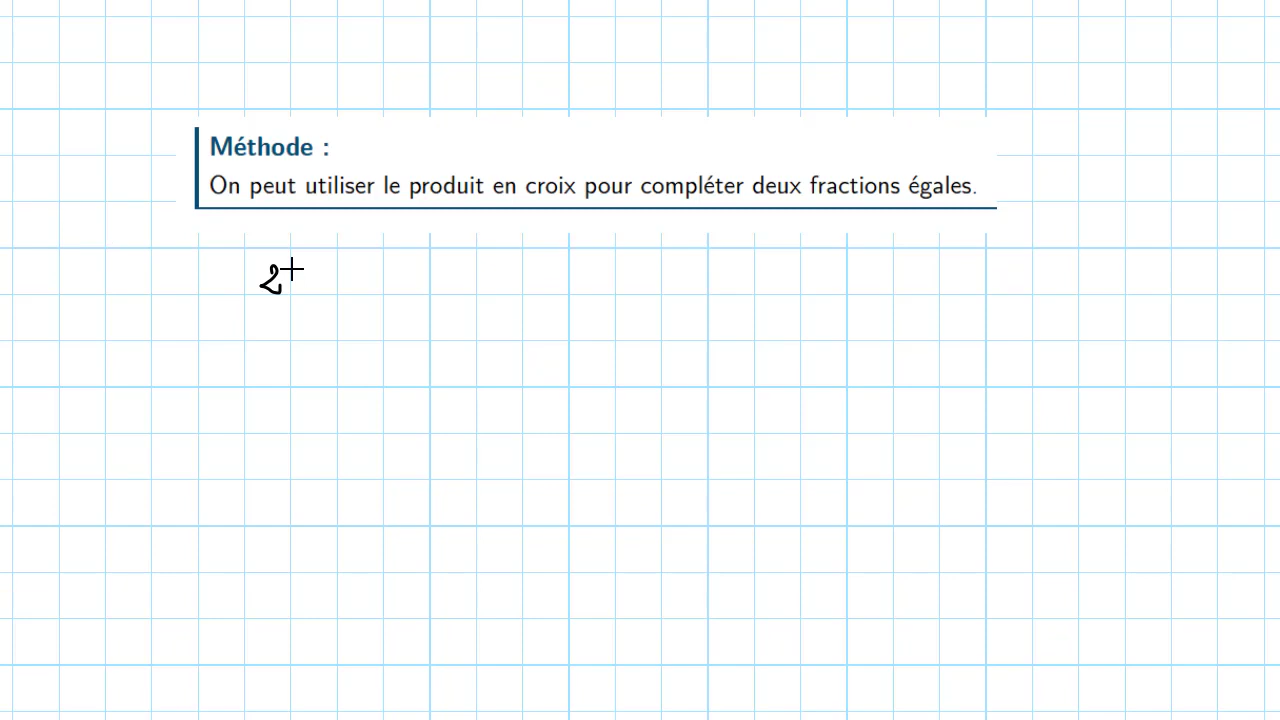 Méthode :
On peut utiliser le produit en croix pour compléter deux fractions égales.
2